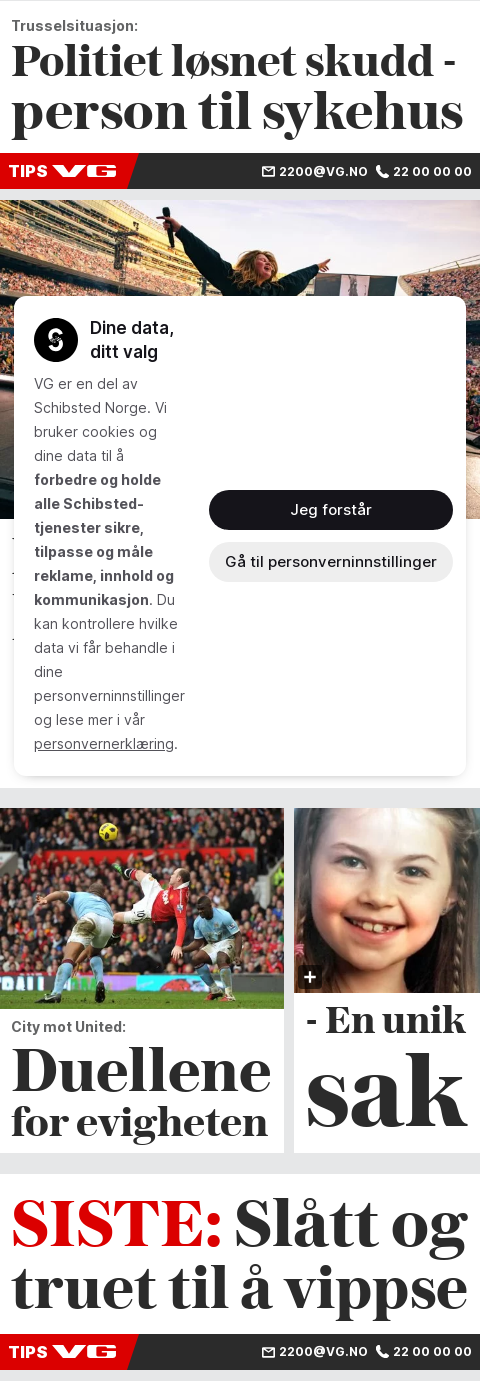 Trusselsituasjon:
Politiet løsnet skudd -
person til sykehus
TIPS VG
2200@VG.NO 22 00 00 00
Dine data,
ditt valg
VG er en del av
Schibsted Norge. Vi
bruker cookies og
dine data til å
forbedre og holde
alle Schibsted-
tjenester sikre,
tilpasse og måle
reklame, innhold og
kommunikasjon. Du
kan kontrollere hvilke
data vi får behandle i
dine
personverninnstillinger
og lese mer i vår
personvernerklæring.
Jeg forstår
Gå til personverninnstillinger
City mot United:
Duellene
for evigheten
- En unik
sak
SISTE: Slått og
truet til å vippse
TIPS VG
2200@VG.NO 22 00 00 00